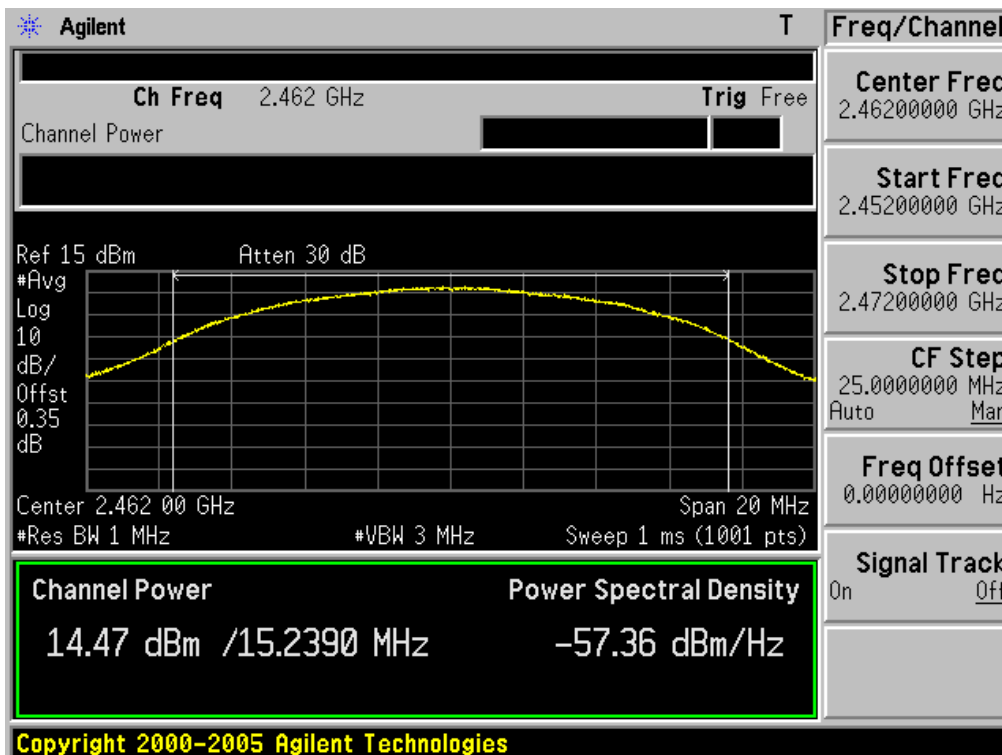 Agilent T
Freq/Channel
Ch Freq 2.462 GHz Trig Free
Channel Power
Center Freq
2.46200000 GHz
Start Freq
2.45200000 GHz
Stop Freq
2.47200000 GHz
CF Step
25.0000000 MHz
Auto Man
Freq Offset
0.00000000 Hz
Signal Track
On Off
Ref 15 dBm Atten 30 dB
#Avg
Log
10
dB/
Offst
0.35
dB
Center 2.462 00 GHz Span 20 MHz
#Res BW 1 MHz #VBW 3 MHz Sweep 1 ms (1001 pts)
Channel Power Power Spectral Density
14.47 dBm /15.2390 MHz -57.36 dBm/Hz
Copyright 2000-2005 Agilent Technologies